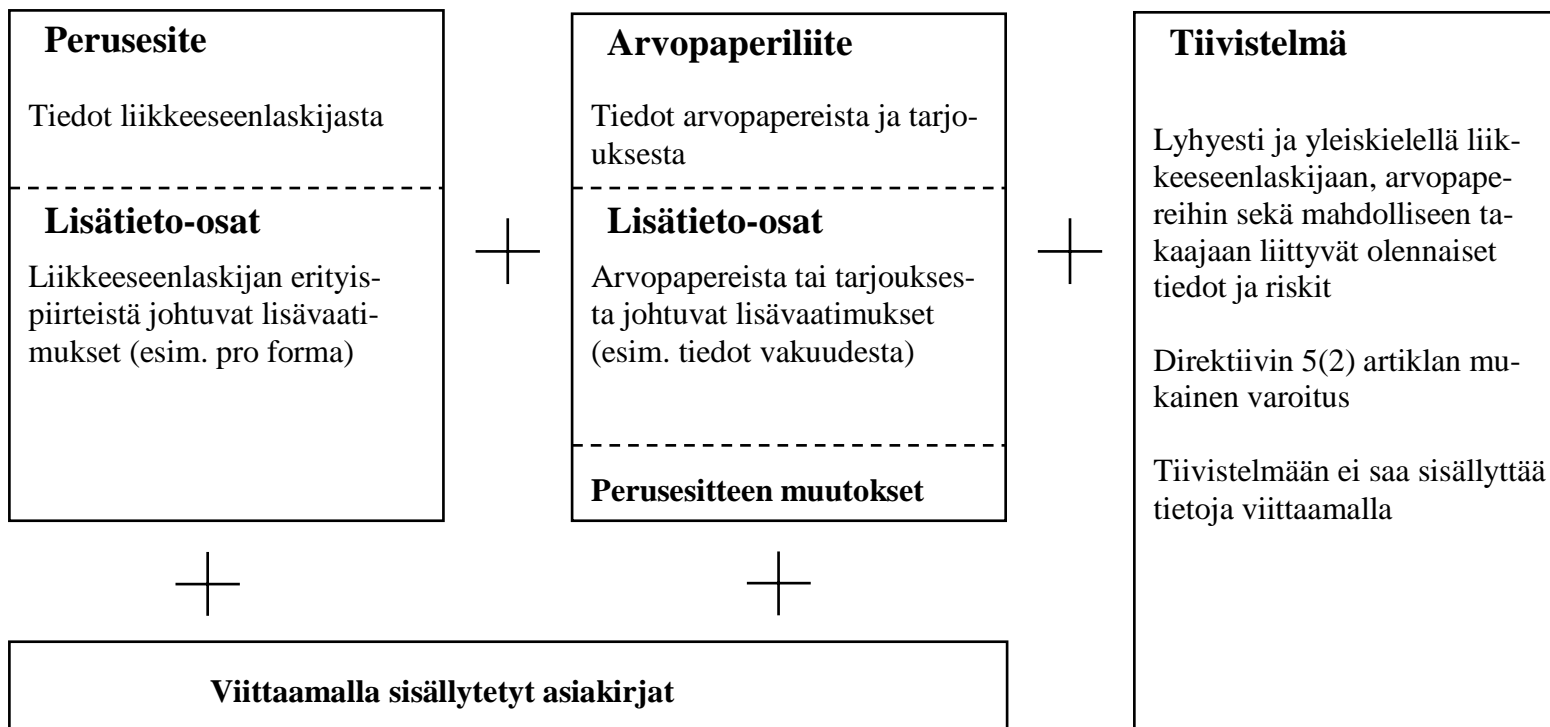 Perusesite
Tiedot liikkeeseenlaskijasta
Lisätieto-osat
Liikkeeseenlaskijan erityis-
piirteistä johtuvat lisävaati-
mukset (esim. pro forma)
Arvopaperiliite
Tiedot arvopapereista ja tarjo-
uksesta
Lisätieto-osat
Arvopapereista tai tarjoukses-
ta johtuvat lisävaatimukset
(esim. tiedot vakuudesta)
Perusesitteen muutokset
Tiivistelmä
Lyhyesti ja yleiskielellä liik-
keeseenlaskijaan, arvopape-
reihin sekä mahdolliseen ta-
kaajaan liittyvät olennaiset
tiedot ja riskit
Direktiivin 5(2) artiklan mu-
kainen varoitus
Tiivistelmään ei saa sisällyttää
tietoja viittaamalla
Viittaamalla sisällytetyt asiakirjat